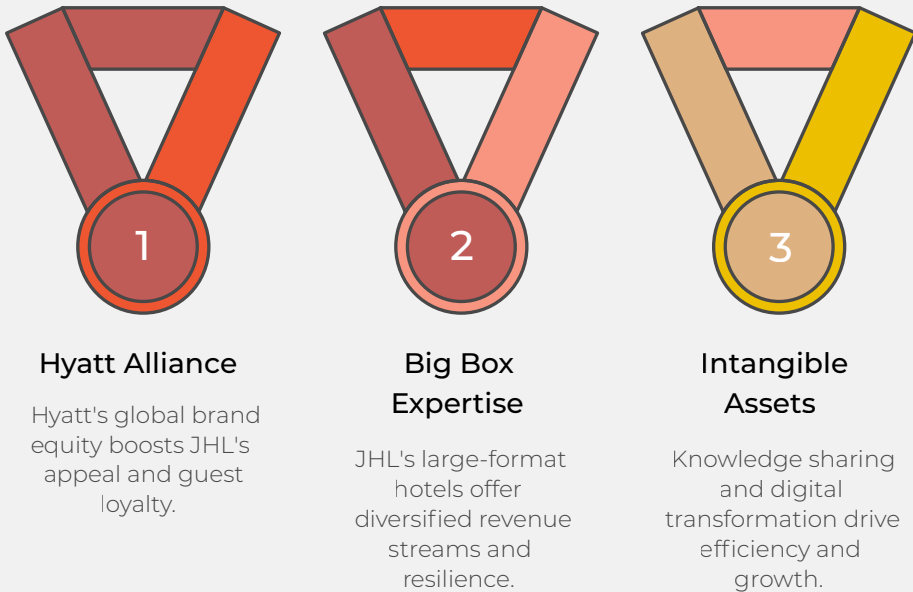 1
Hyatt Alliance
Hyatt's global brand
equity boosts JHL's
appeal and guest
loyalty.
2
Big Box
Expertise
JHL's large-format
hotels offer
diversified revenue
streams and
resilience.
3
Intangible
Assets
Knowledge sharing
and digital
transformation drive
efficiency and
growth.